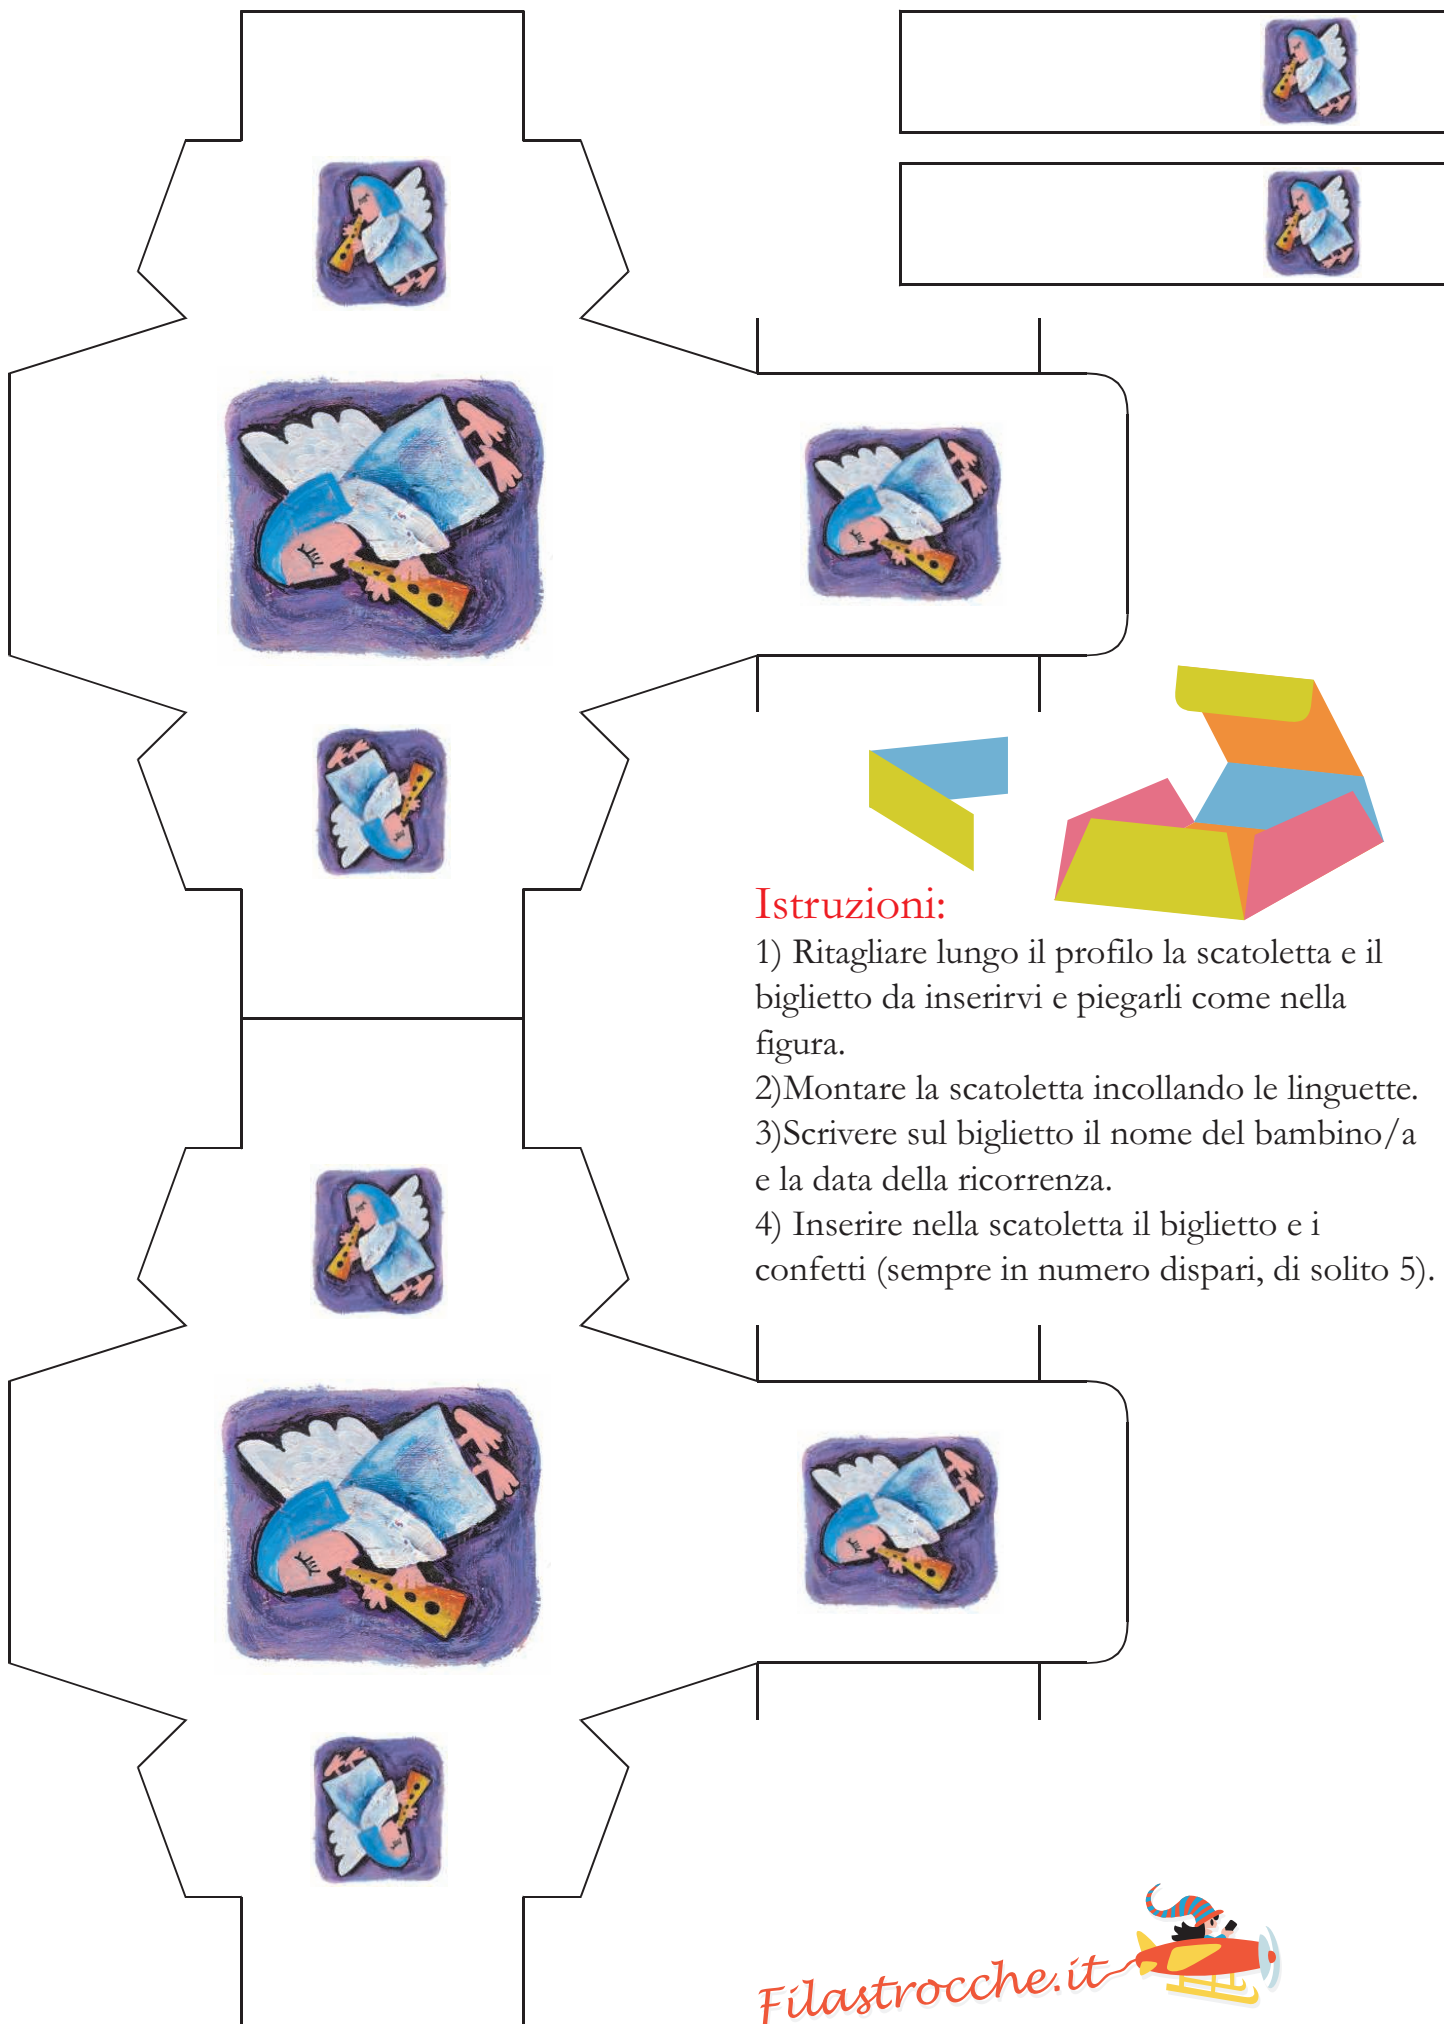 Istruzioni:
1) Ritagliare lungo il profilo la scatoletta e il
biglietto da inserirvi e piegarli come nella
figura.
2)Montare la scatoletta incollando le linguette.
3)Scrivere sul biglietto il nome del bambino/a
e la data della ricorrenza.
4) Inserire nella scatoletta il biglietto e i
confetti (sempre in numero dispari, di solito 5).
Filastrocche.it